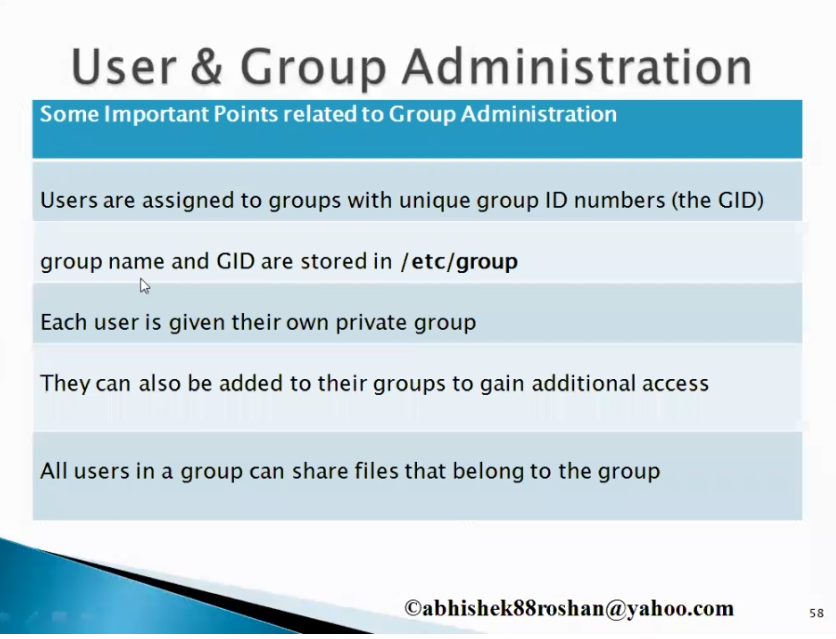 User & Group Administration
Some Important Points related to Group Administration
Users are assigned to groups with unique group ID numbers (the GID)
group name and GID are stored in /etc/group
Each user is given their own private group
They can also be added to their groups to gain additional access
All users in a group can share files that belong to the group
©abhishek88roshan@yahoo.com
58